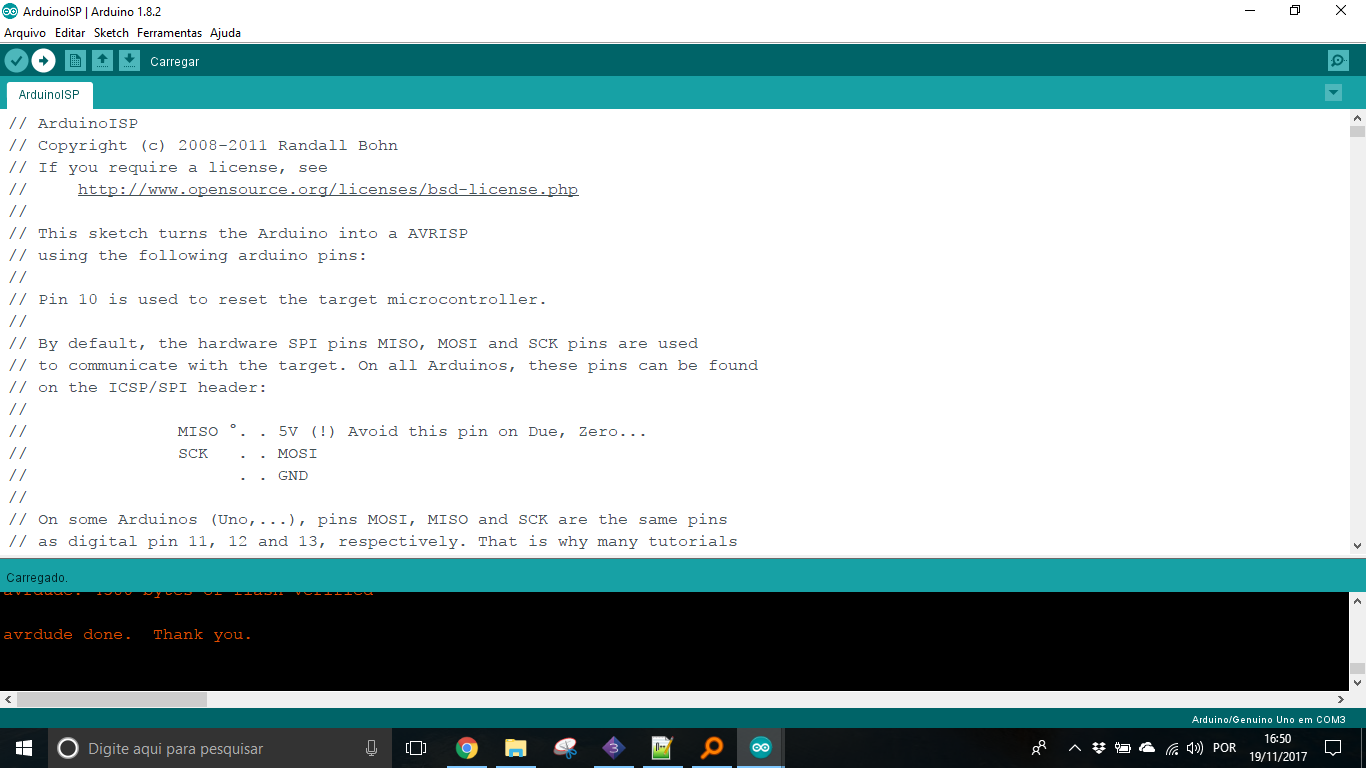 ArduinoISP | Arduino 1.8.2
Arquivo Editar Sketch Ferramentas Ajuda
Carregar
ArduinoISP
// ArduinoISP
// Copyright (c) 2008-2011 Randall Bohn
// If you require a license, see
// http://www.opensource.org/licenses/bsd-license.php
//
// This sketch turns the Arduino into a AVRISP
// using the following arduino pins:
//
// Pin 10 is used to reset the target microcontroller.
//
// By default, the hardware SPI pins MISO, MOSI and SCK pins are used
// to communicate with the target. On all Arduinos, these pins can be found
// on the ICSP/SPI header:
//
// MISO °. . 5V (!) Avoid this pin on Due, Zero...
// SCK . . MOSI
// . . GND
//
// On some Arduinos (Uno,...), pins MOSI, MISO and SCK are the same pins
// as digital pin 11, 12 and 13, respectively. That is why many tutorials
Carregado.
bytes of flash verified
avrdude done. Thank you.
Arduino/Genuino Uno em COM3
Digite aqui para pesquisar
3
POR
16:50
19/11/2017